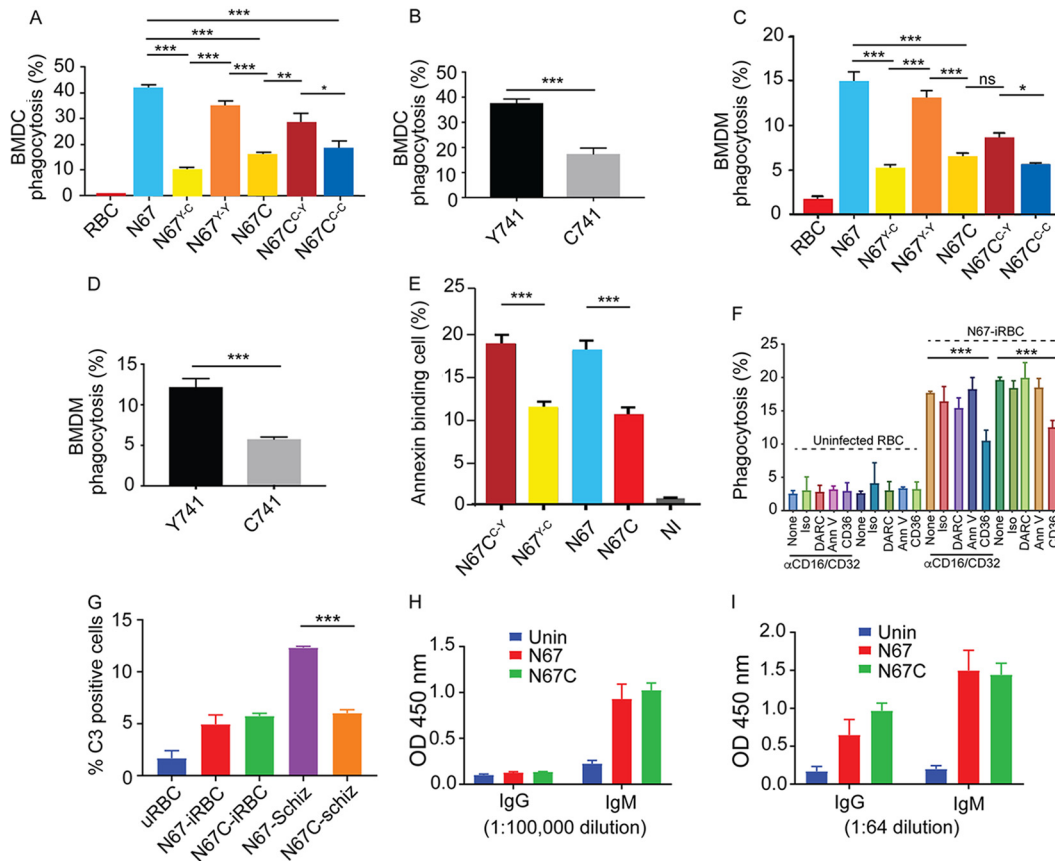 A
BMDC
phagocytosis (%)
50
40
30
20
10
0
***
***
*** *** *** ** *
RBC
N67
N67Y-C
N67Y-Y
N67C
N67CC-Y
N67CC-C
B
BMDC
phagocytosis (%)
50
40
30
20
10
0
***
Y741
C741
C
BMDM
phagocytosis (%)
20
15
10
5
0
***
*** *** *** ns *
RBC
N67
N67Y-C
N67Y-Y
N67C
N67CC-Y
N67CC-C
D
BMDM
phagocytosis (%)
15
10
5
0
***
Y741
C741
E
Annexin binding cell (%)
25
20
15
10
5
0
*** ***
N67CC-Y
N67Y-C
N67
N67C
NI
F
Phagocytosis (%)
25
20
15
10
5
0
N67-iRBC
*** ***
Uninfected RBC
None Iso DARC Ann V CD36 None Iso DARC Ann V CD36 None Iso DARC Ann V CD36 None Iso DARC Ann V CD36
αCD16/CD32 αCD16/CD32
G
% C3 positive cells
15
10
5
0
***
uRBC
N67-iRBC
N67C-iRBC
N67-Schiz
N67C-schiz
H
OD 450 nm
1.5
1.0
0.5
0.0
Unin
N67
N67C
IgG IgM
(1:100,000 dilution)
I
OD 450 nm
2.0
1.5
1.0
0.5
0.0
Unin
N67
N67C
IgG IgM
(1:64 dilution)